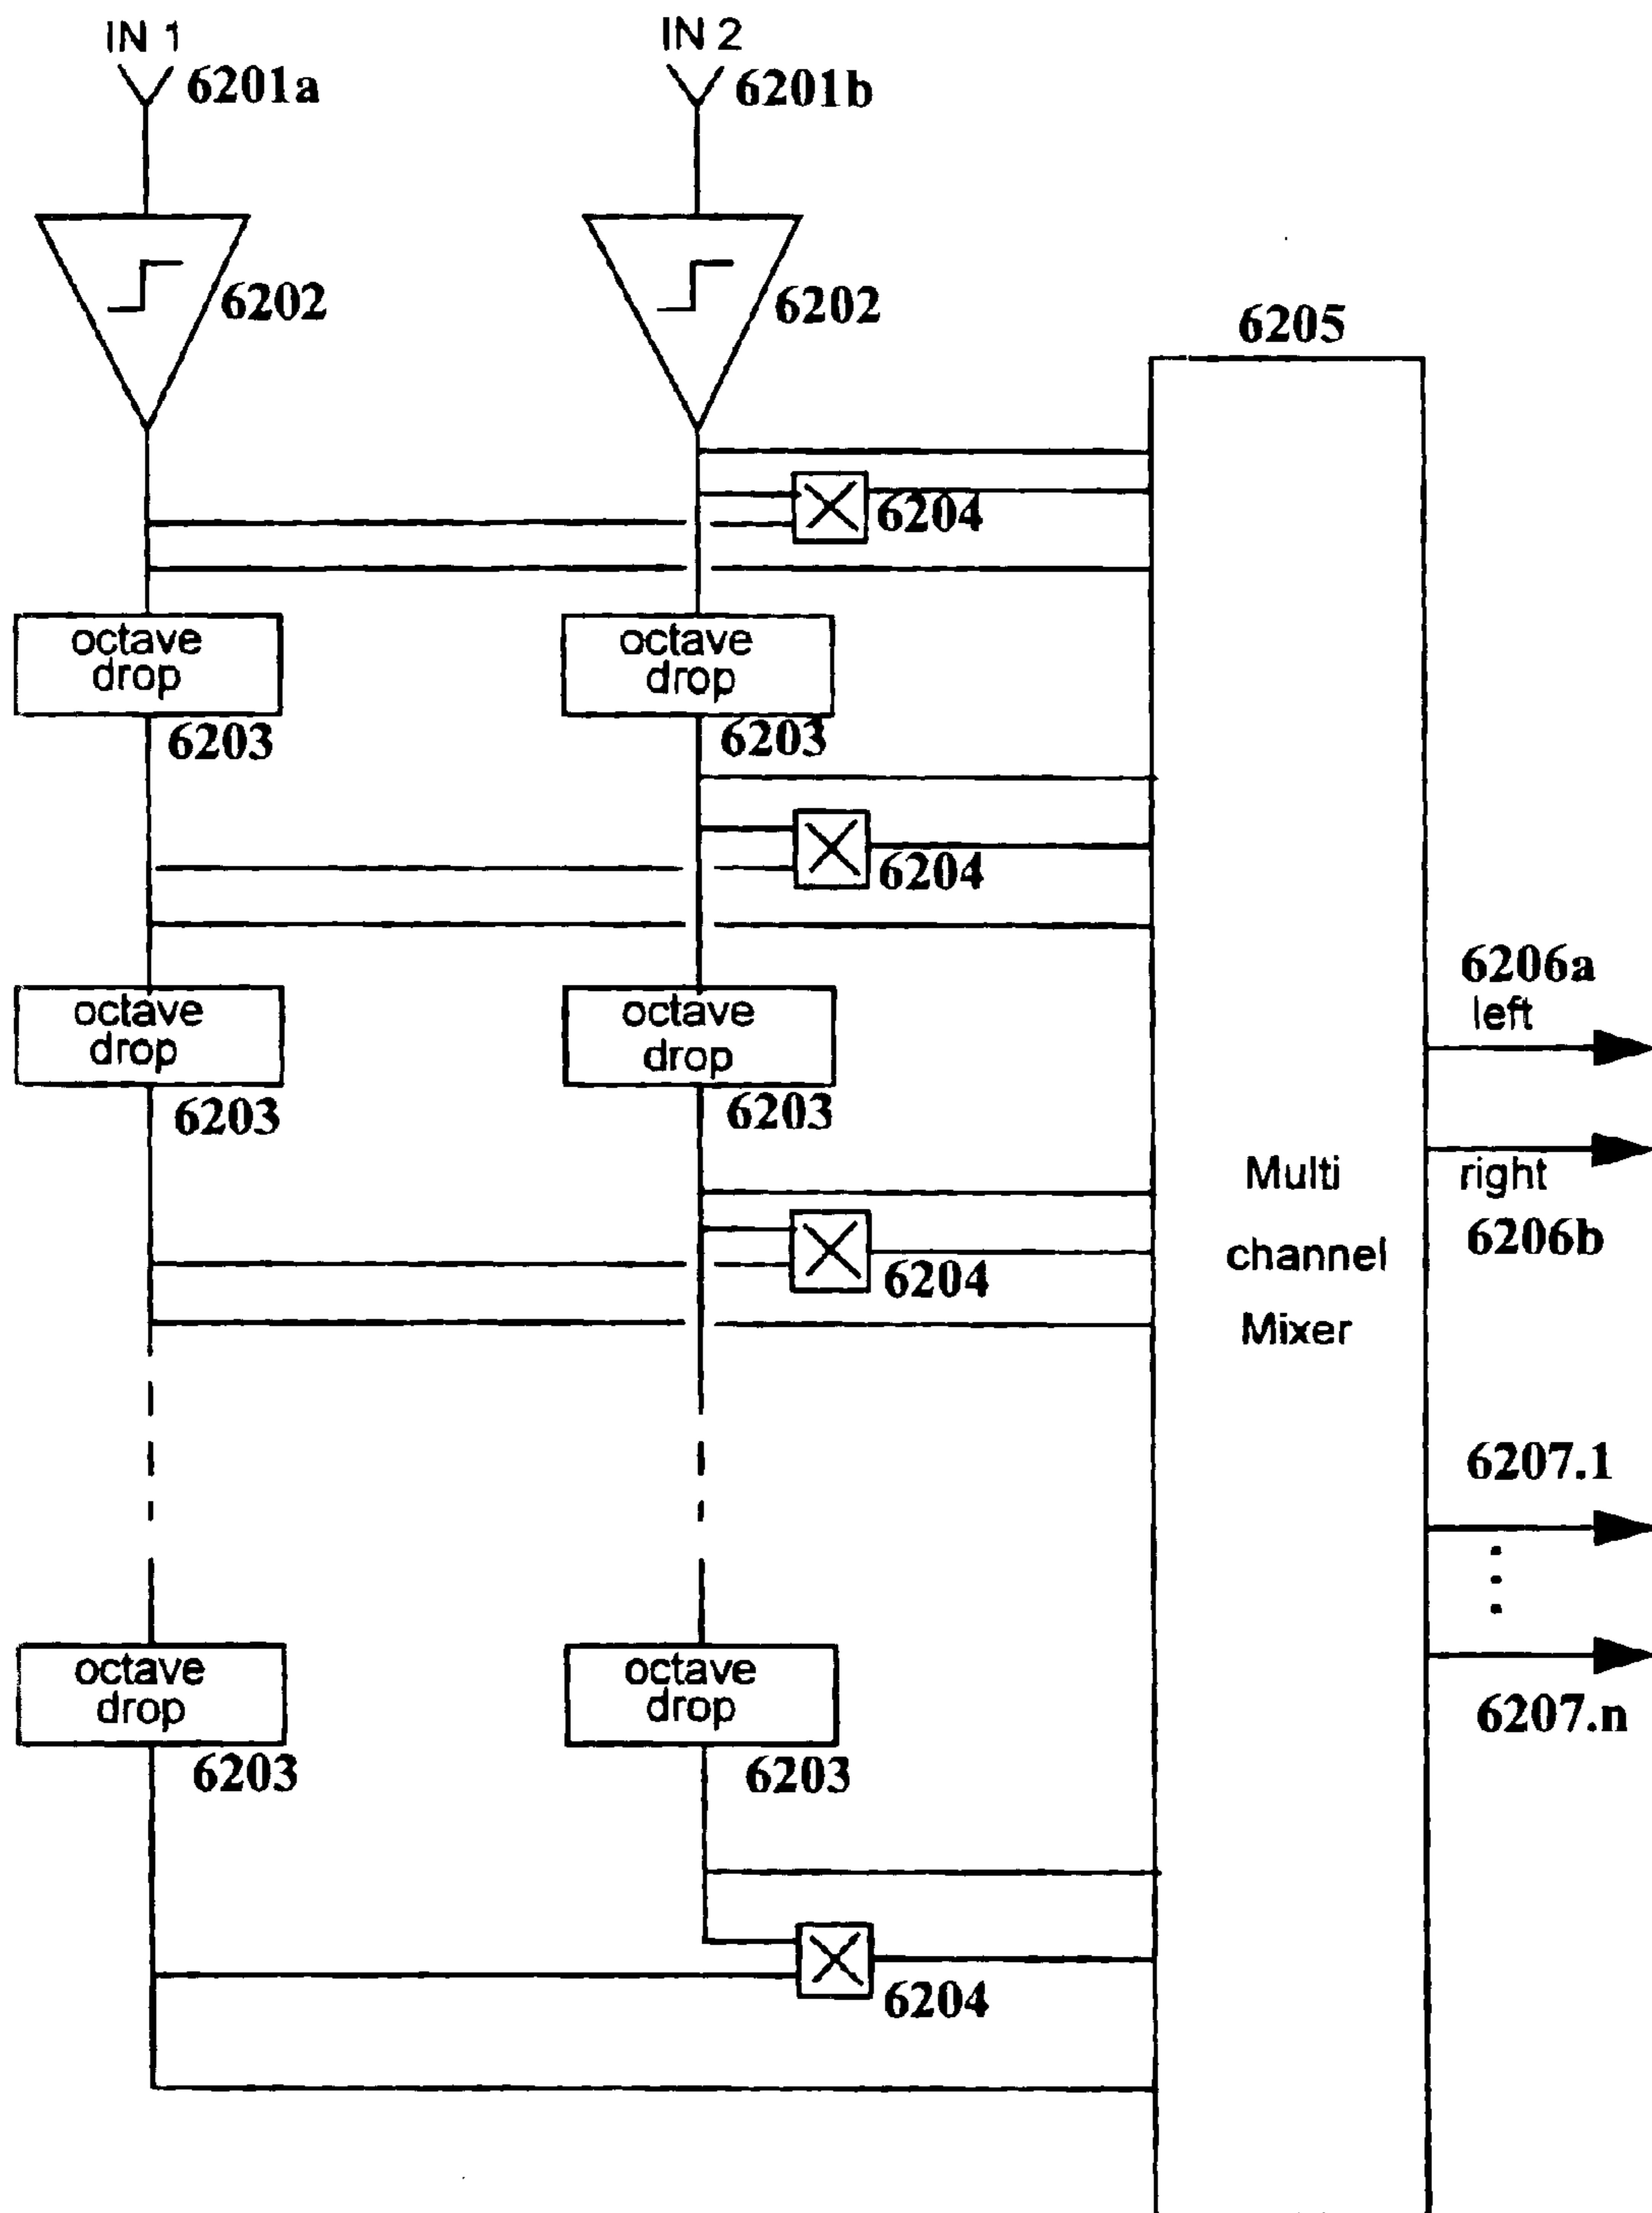 IN 1
6201a
IN 2
6201b
6202
6202
6205
6204
octave
drop
6203
octave
drop
6203
6204
octave
drop
6203
octave
drop
6203
6206a
left
right
6206b
Multi
channel
Mixer
6204
6207.1
6207.n
octave
drop
6203
octave
drop
6203
6204